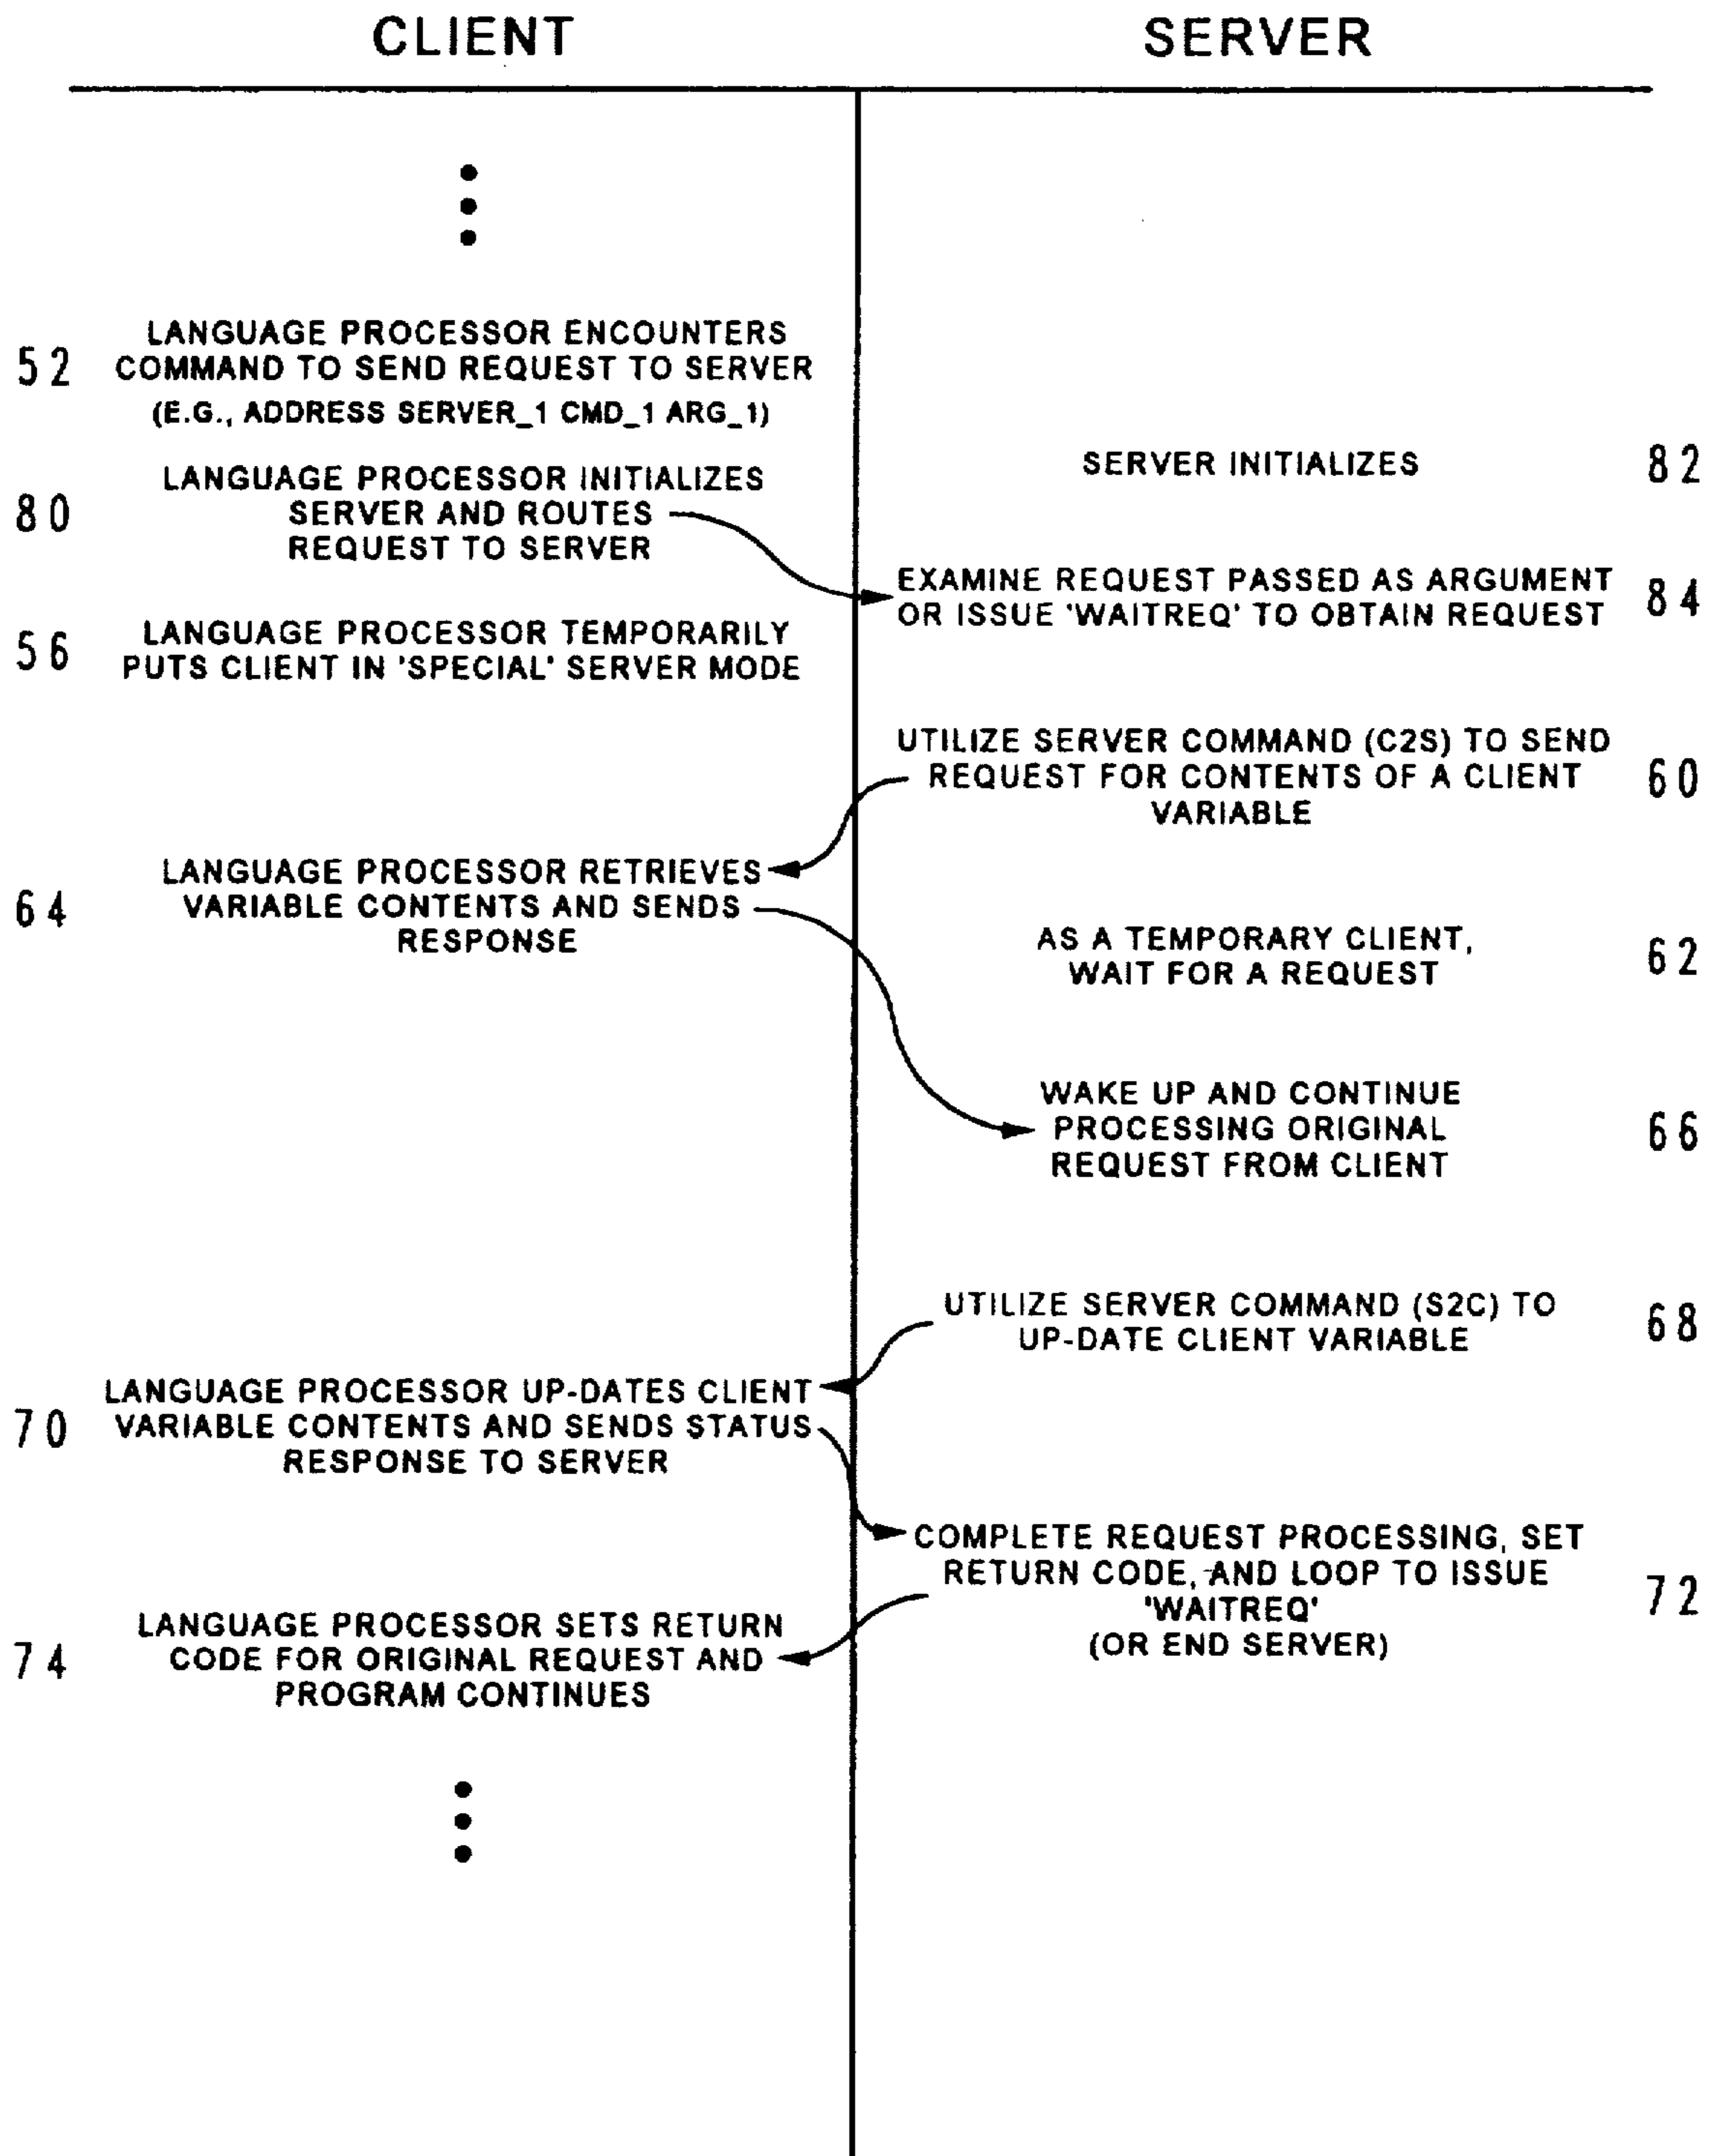 CLIENT
SERVER
52
LANGUAGE PROCESSOR ENCOUNTERS
COMMAND TO SEND REQUEST TO SERVER
(E.G., ADDRESS SERVER_1 CMD_1 ARG_1)
SERVER INITIALIZES
82
80
LANGUAGE PROCESSOR INITIALIZES
SERVER AND ROUTES
REQUEST TO SERVER
EXAMINE REQUEST PASSED AS ARGUMENT
OR ISSUE 'WAITREQ' TO OBTAIN REQUEST
84
56
LANGUAGE PROCESSOR TEMPORARILY
PUTS CLIENT IN 'SPECIAL' SERVER MODE
UTILIZE SERVER COMMAND (C2S) TO SEND
REQUEST FOR CONTENTS OF A CLIENT
VARIABLE
60
64
LANGUAGE PROCESSOR RETRIEVES
VARIABLE CONTENTS AND SENDS
RESPONSE
AS A TEMPORARY CLIENT,
WAIT FOR A REQUEST
62
WAKE UP AND CONTINUE
PROCESSING ORIGINAL
REQUEST FROM CLIENT
66
UTILIZE SERVER COMMAND (S2C) TO
UP-DATE CLIENT VARIABLE
68
70
LANGUAGE PROCESSOR UP-DATES CLIENT
VARIABLE CONTENTS AND SENDS STATUS
RESPONSE TO SERVER
COMPLETE REQUEST PROCESSING, SET
RETURN CODE, AND LOOP TO ISSUE
'WAITREQ'
(OR END SERVER)
72
74
LANGUAGE PROCESSOR SETS RETURN
CODE FOR ORIGINAL REQUEST AND
PROGRAM CONTINUES